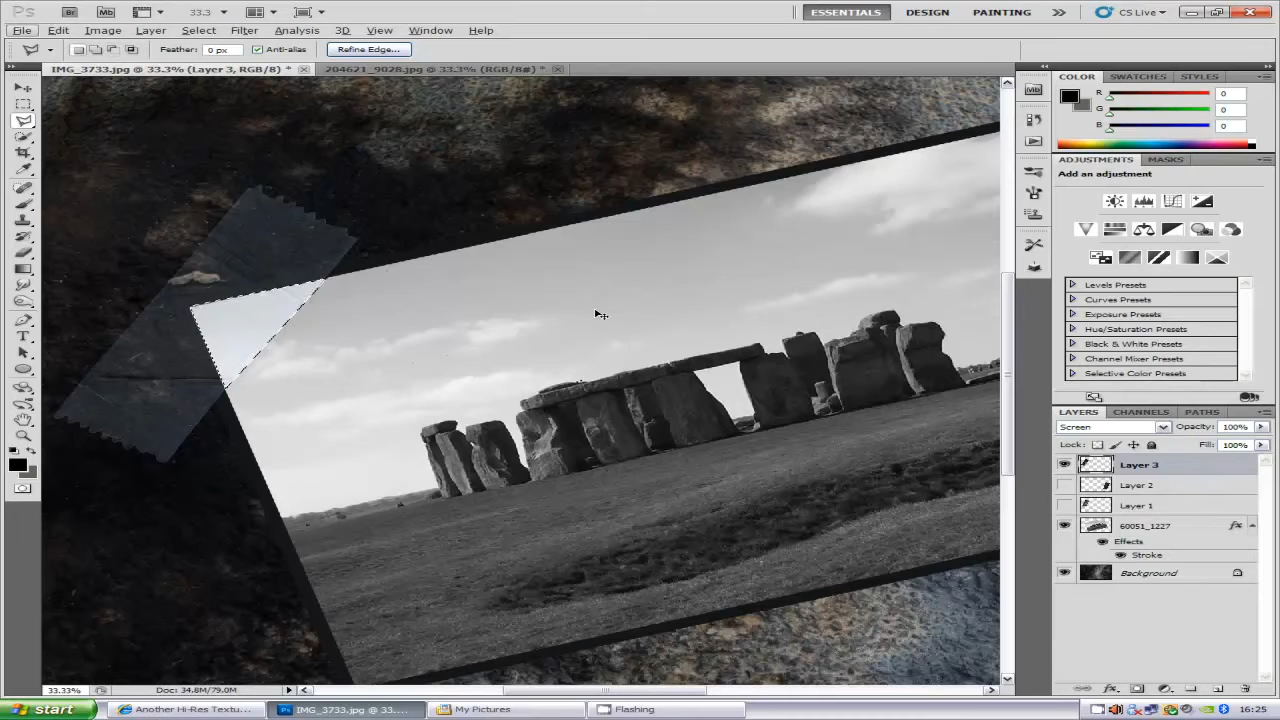 Ps Br Mb 33.3 ESSENTIALS DESIGN PAINTING CS Live
File Edit Image Layer Select Filter Analysis 3D View Window Help
Feather: 0 px Anti-alias Refine Edge...
IMG_3733.jpg @ 33.3% (Layer 3, RGB/8) * 204621_9028.jpg @ 33.3% (RGB/8#) *
COLOR SWATCHES STYLES
R 0
G 0
B 0
ADJUSTMENTS MASKS
Add an adjustment
Levels Presets
Curves Presets
Exposure Presets
Hue/Saturation Presets
Black & White Presets
Channel Mixer Presets
Selective Color Presets
LAYERS CHANNELS PATHS
Screen Opacity: 100%
Lock: Fill: 100%
Layer 3
Layer 2
Layer 1
60051_1227 fx
Effects
Stroke
Background
33.33% Doc: 34.8M/79.0M
start Another Hi-Res Textu... IMG_3733.jpg @ 33.... My Pictures Flashing 16:25